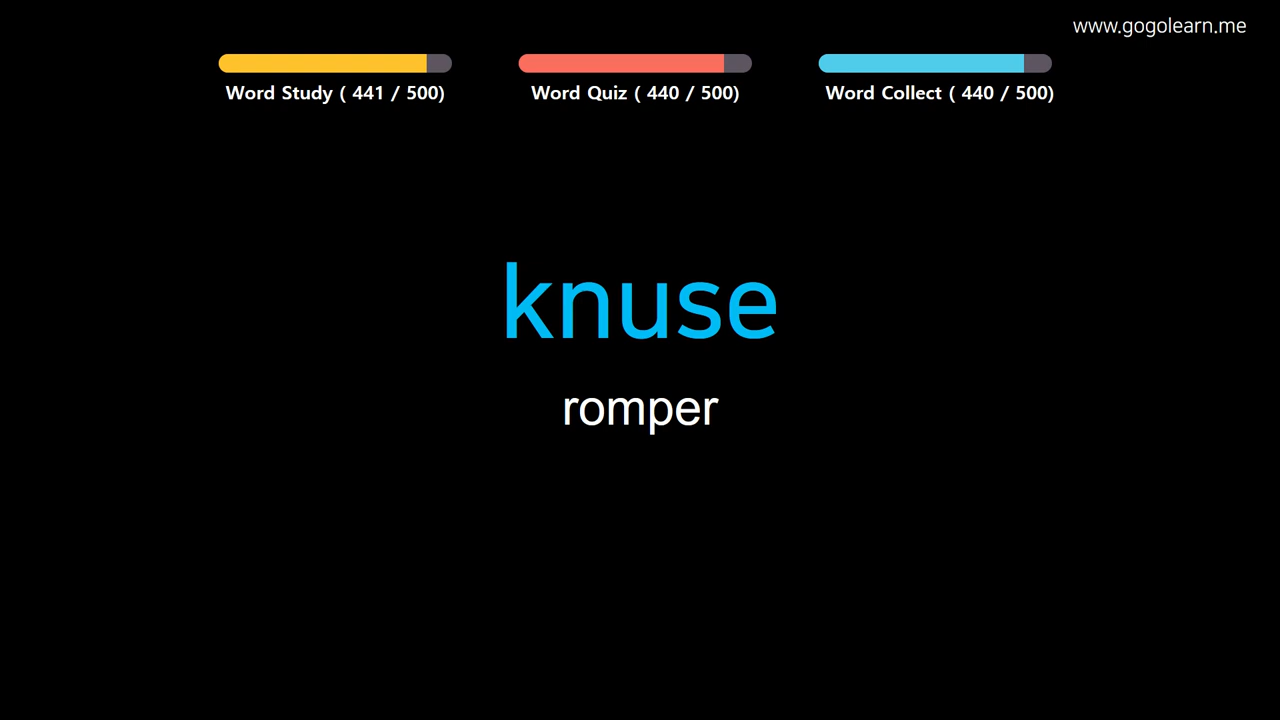 www.gogolearn.me
Word Study ( 441 / 500)
Word Quiz ( 440 / 500)
Word Collect ( 440 / 500)
knuse
romper